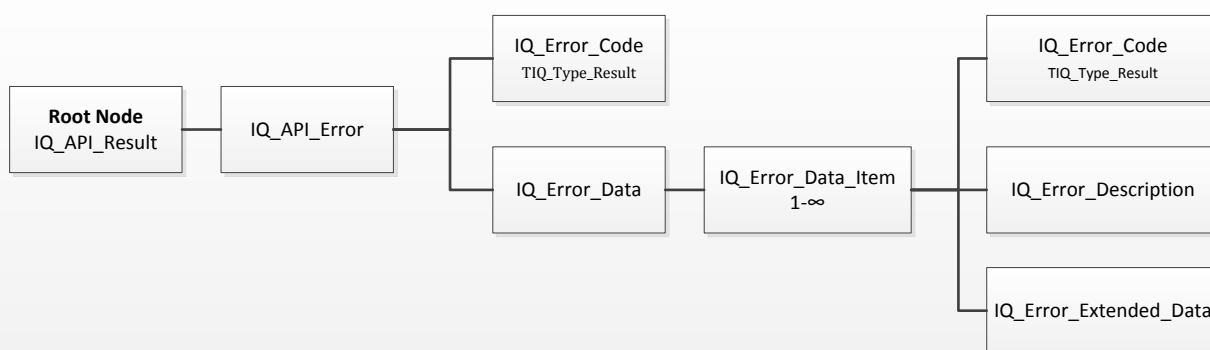 Root Node
IQ_API_Result
IQ_API_Error
IQ_Error_Code
TIQ_Type_Result
IQ_Error_Data
IQ_Error_Data_Item
1-∞
IQ_Error_Code
TIQ_Type_Result
IQ_Error_Description
IQ_Error_Extended_Data